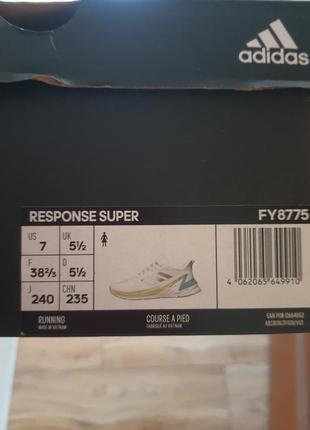 adidas
RESPONSE SUPER FY8775
US UK
7 5½
F D
38⅔ 5½
J CHN
240 235
4 062065 649910
RUNNING COURSE A PIED
MADE IN VIETNAM FABRIQUÉ AU VIETNAM